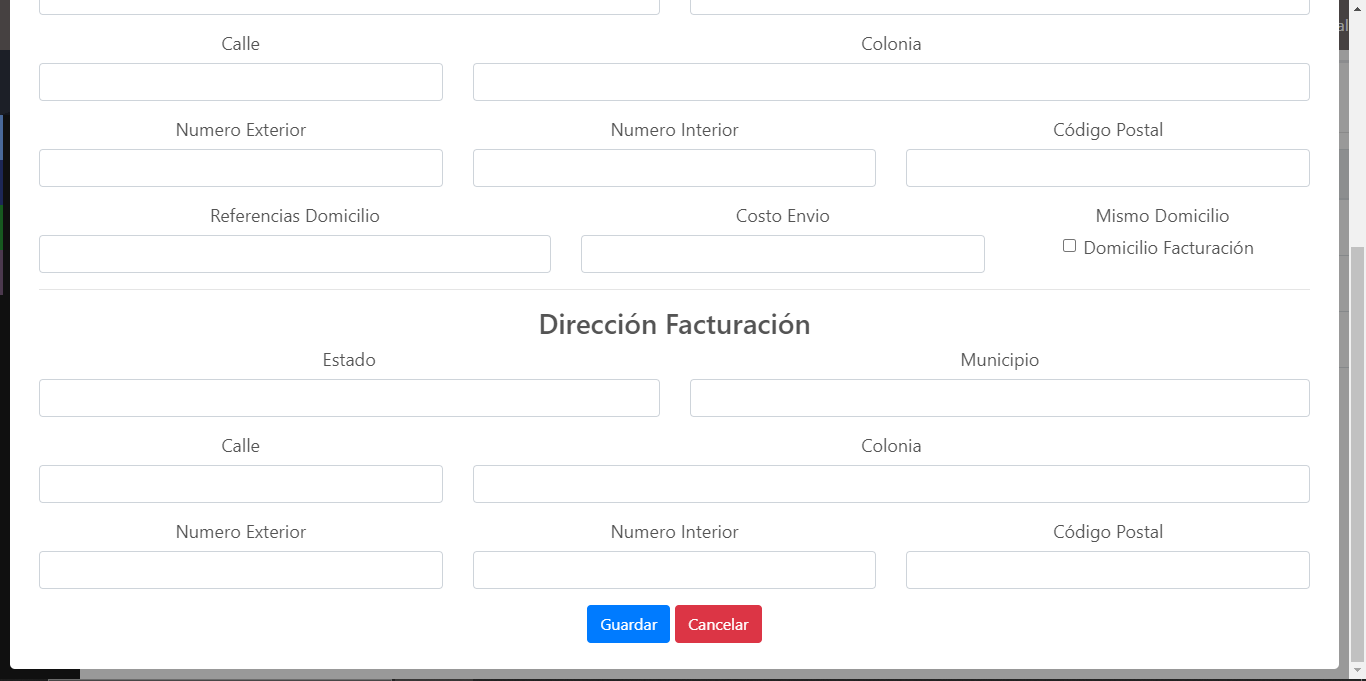 Calle Colonia
Numero Exterior Numero Interior Código Postal
Referencias Domicilio Costo Envio Mismo Domicilio
Domicilio Facturación
Dirección Facturación
Estado Municipio
Calle Colonia
Numero Exterior Numero Interior Código Postal
Guardar Cancelar